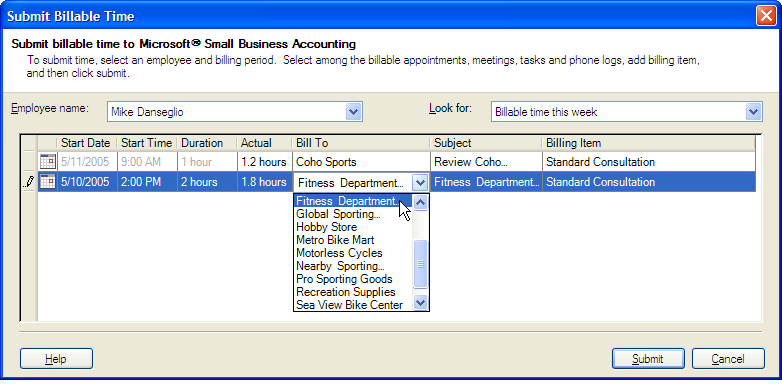 Submit Billable Time
Submit billable time to Microsoft® Small Business Accounting
To submit time, select an employee and billing period. Select among the billable appointments, meetings, tasks and phone logs, add billing item,
and then click submit.
Employee name: Mike Danseglio Look for: Billable time this week
Start Date Start Time Duration Actual Bill To Subject Billing Item
5/11/2005 9:00 AM 1 hour 1.2 hours Coho Sports Review Coho... Standard Consultation
5/10/2005 2:00 PM 2 hours 1.8 hours Fitness Department... Fitness Department... Standard Consultation
Fitness Department...
Global Sporting...
Hobby Store
Metro Bike Mart
Motorless Cycles
Nearby Sporting...
Pro Sporting Goods
Recreation Supplies
Sea View Bike Center
Help Submit Cancel